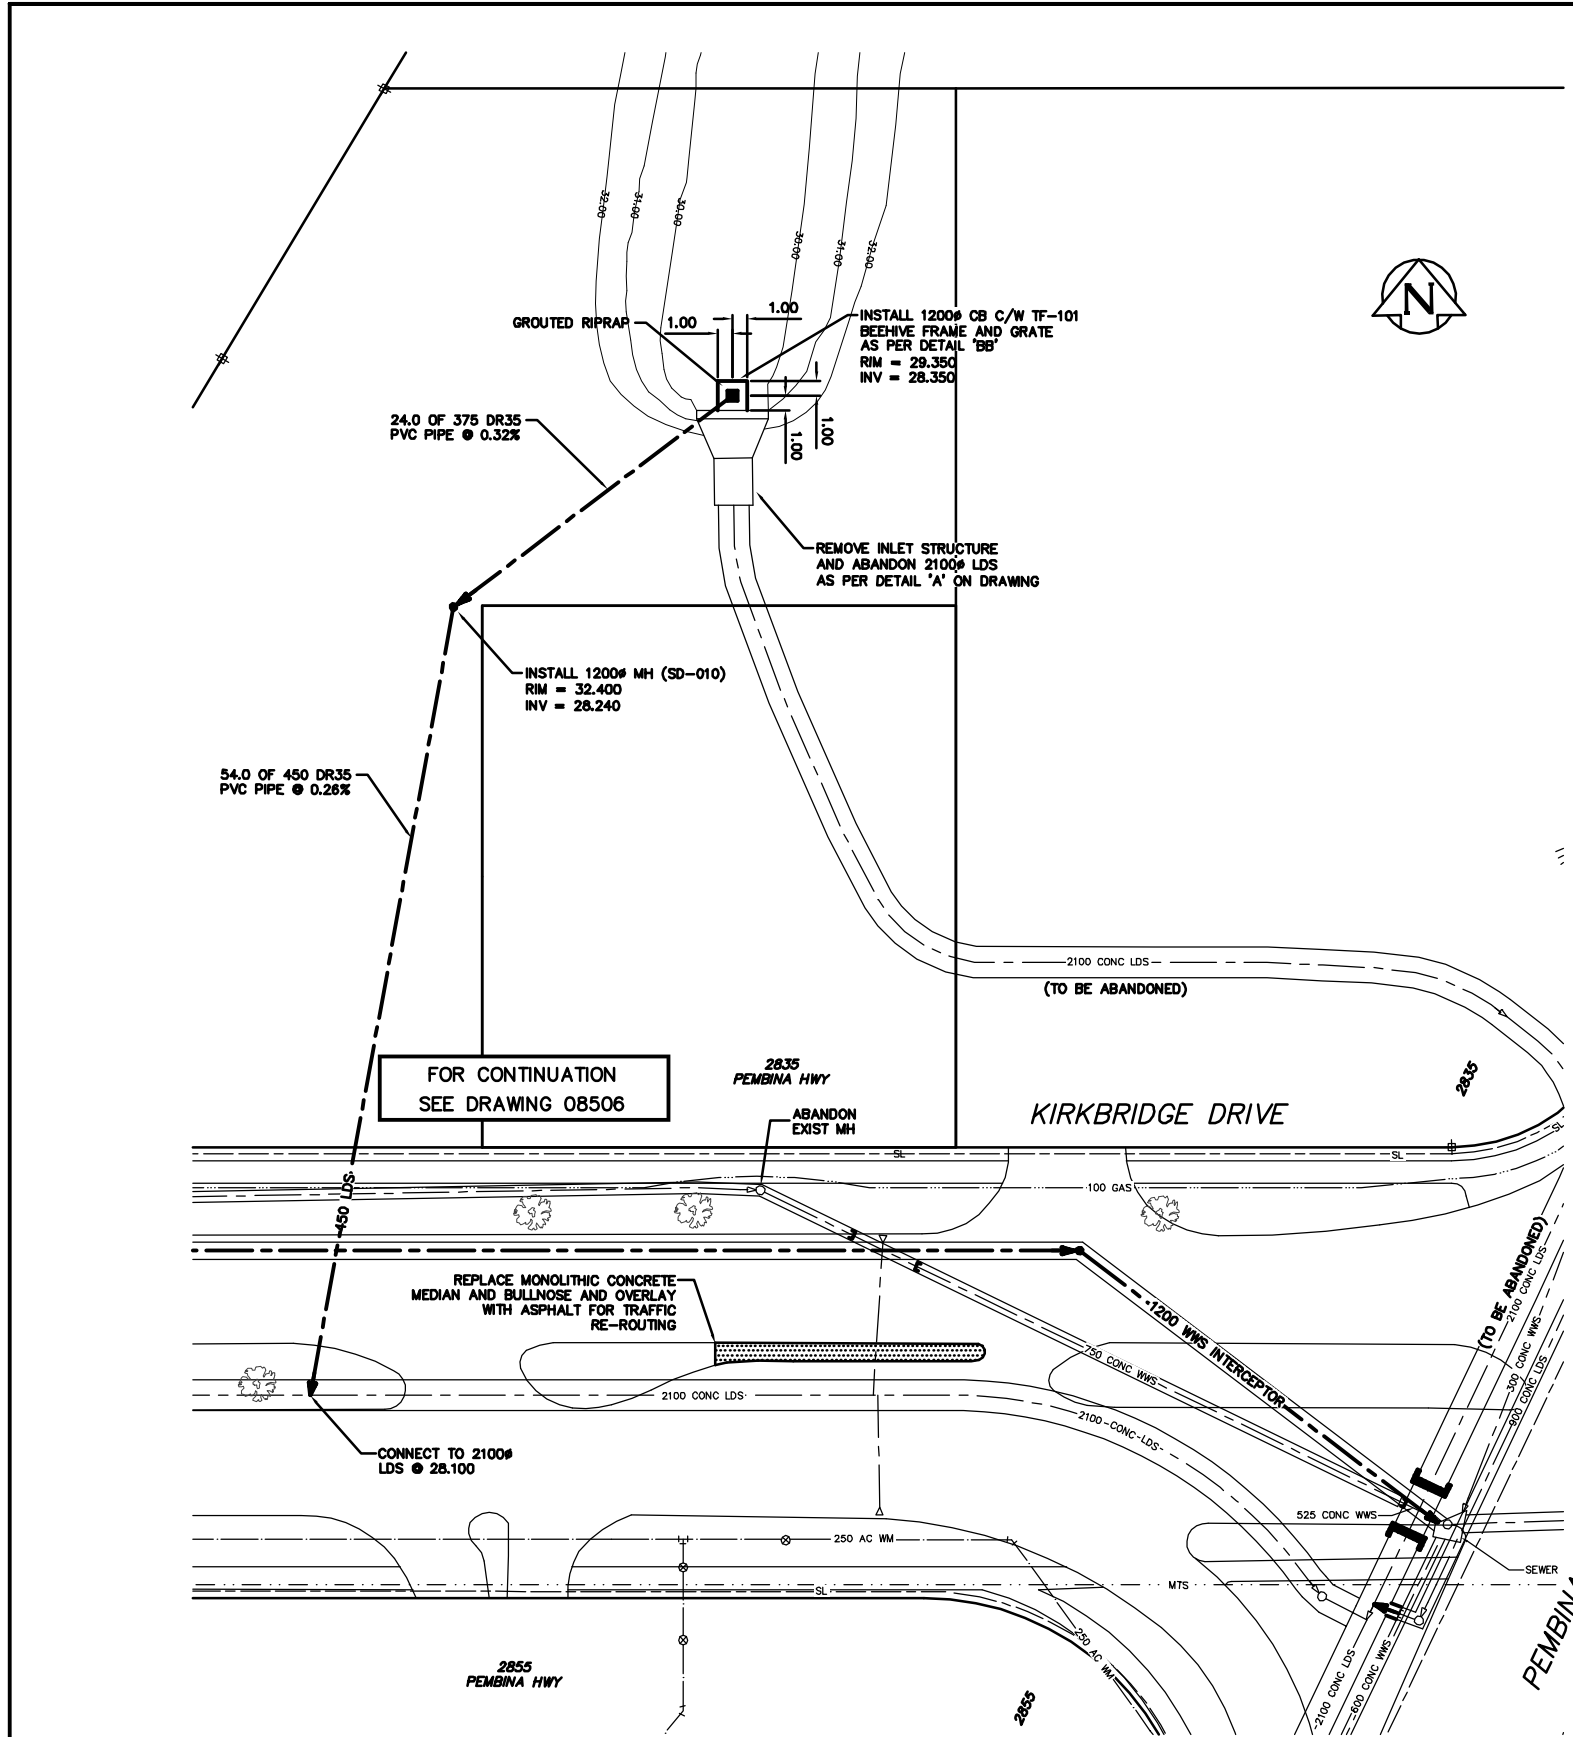 32.00
31.00
30.00
30.00
31.00
32.00
N
GROUTED RIPRAP
1.00
1.00
INSTALL 1200ø CB C/W TF-101
BEEHIVE FRAME AND GRATE
AS PER DETAIL 'BB'
RIM = 29.350
INV = 28.350
24.0 OF 375 DR35
PVC PIPE @ 0.32%
1.00
1.00
REMOVE INLET STRUCTURE
AND ABANDON 2100ø LDS
AS PER DETAIL 'A' ON DRAWING
INSTALL 1200ø MH (SD-010)
RIM = 32.400
INV = 28.240
54.0 OF 450 DR35
PVC PIPE @ 0.26%
2100 CONC LDS
(TO BE ABANDONED)
FOR CONTINUATION
SEE DRAWING 08506
2835
PEMBINA HWY
2835
KIRKBRIDGE DRIVE
ABANDON
EXIST MH
SL
SL
SL
450 LDS
100 GAS
REPLACE MONOLITHIC CONCRETE
MEDIAN AND BULLNOSE AND OVERLAY
WITH ASPHALT FOR TRAFFIC
RE-ROUTING
1200 WWS INTERCEPTOR
750 CONC WWS
(TO BE ABANDONED)
2100 CONC LDS
300 CONC WWS
900 CONC LDS
2100 CONC LDS
2100-CONC-LDS
CONNECT TO 2100ø
LDS @ 28.100
525 CONC WWS
250 AC WM
SEWER
MTS
SL
250 AC WM
2100 CONC LDS
600 CONC WWS
PEMBINA
2855
PEMBINA HWY
2855